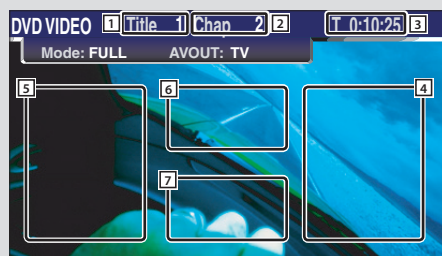 DVD VIDEO 1 Title 1 Chap 2 2 T 0:10:25 3
Mode: FULL AVOUT: TV
5 6 4
7